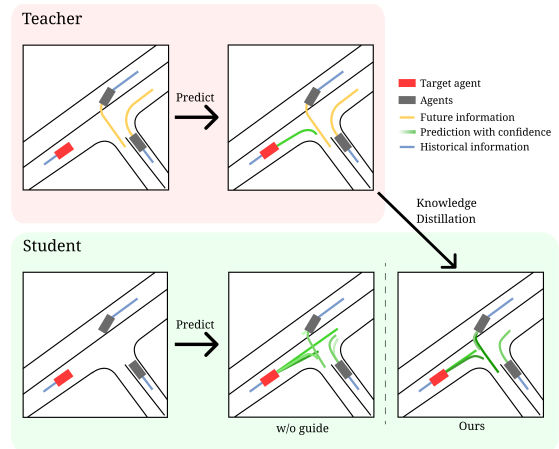 Teacher
Predict
Target agent
Agents
Future information
Prediction with confidence
Historical information
Knowledge
Distillation
Student
Predict
w/o guide
Ours